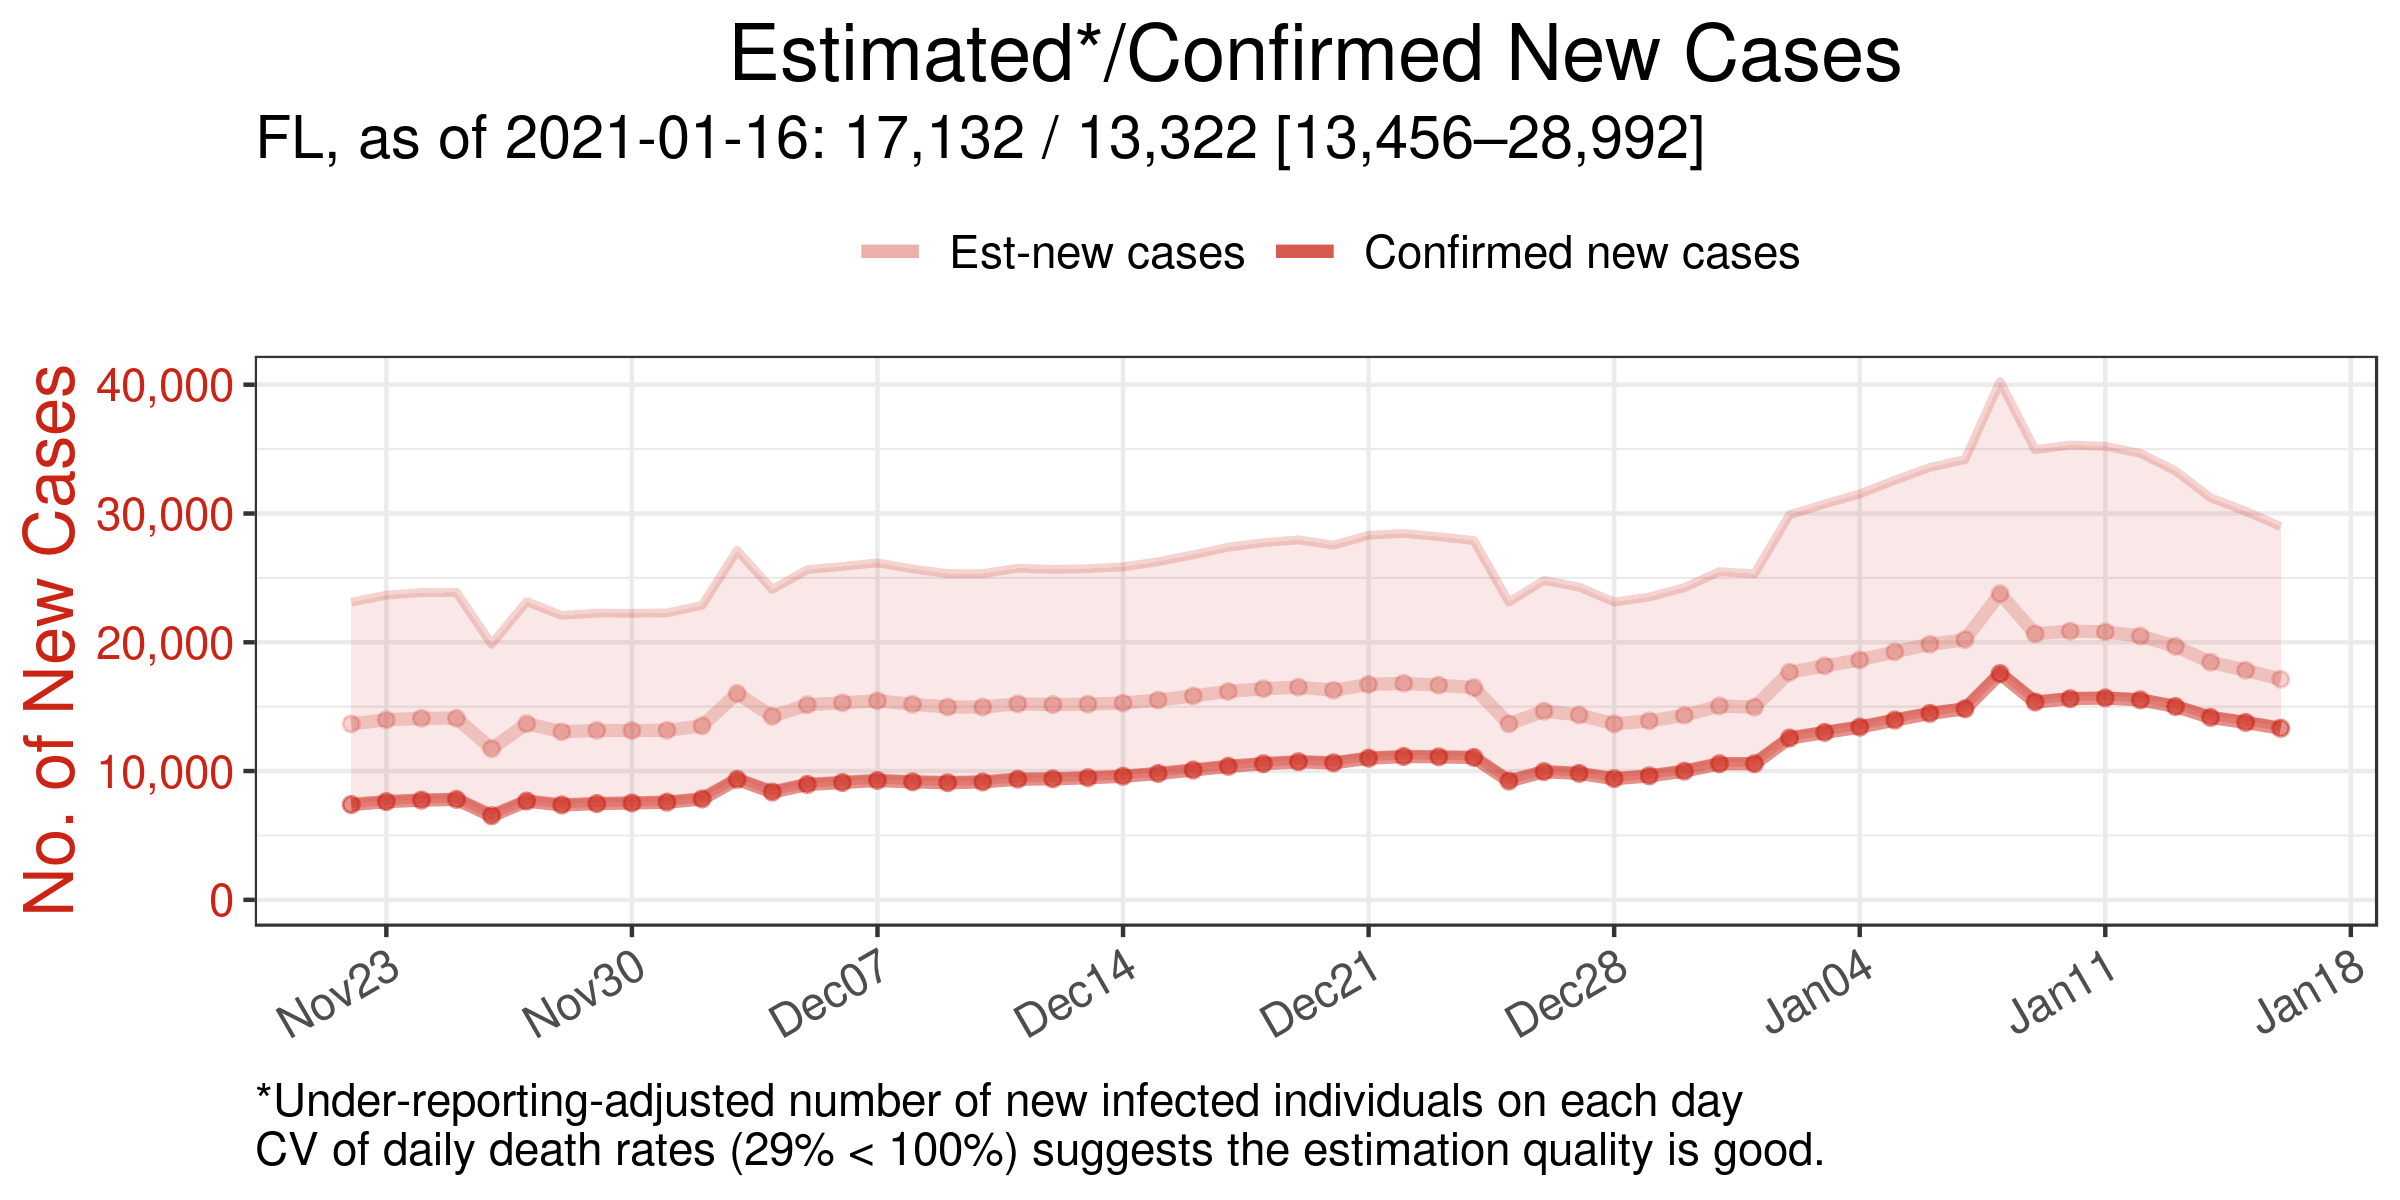 Estimated*/Confirmed New Cases
FL, as of 2021-01-16: 17,132 / 13,322 [13,456–28,992]
Est-new cases
Confirmed new cases
No. of New Cases
40,000
30,000
20,000
10,000
0
Nov23
Nov30
Dec07
Dec14
Dec21
Dec28
Jan04
Jan11
Jan18
*Under-reporting-adjusted number of new infected individuals on each day
CV of daily death rates (29% < 100%) suggests the estimation quality is good.